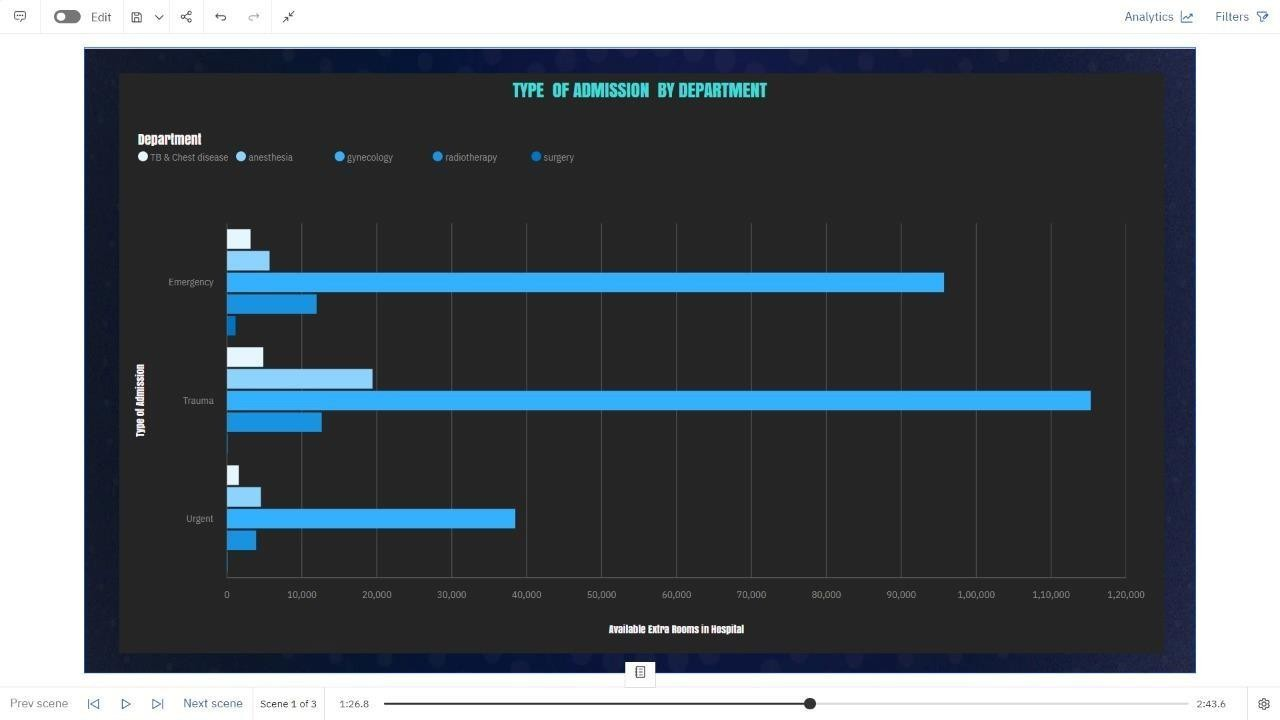 Edit
Analytics
Filters
TYPE OF ADMISSION BY DEPARTMENT
Department
TB & Chest disease anesthesia gynecology radiotherapy surgery
Type of Admission
Emergency
Trauma
Urgent
0 10,000 20,000 30,000 40,000 50,000 60,000 70,000 80,000 90,000 1,00,000 1,10,000 1,20,000
Available Extra Rooms in Hospital
Prev scene Next scene Scene 1 of 3 1:26.8 2:43.6